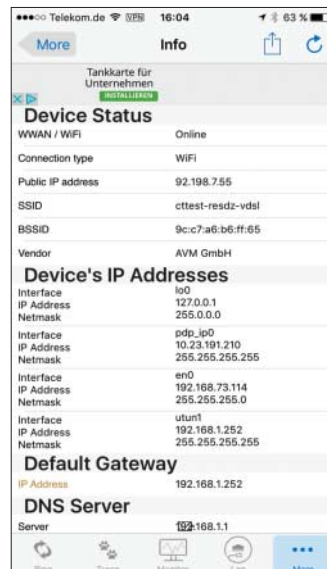 Telekom.de VPN 16:04 63 %
More Info
Tankkarte für
Unternehmen
INSTALLIEREN
Device Status
WWAN / WiFi Online
Connection type WiFi
Public IP address 92.198.7.55
SSID cttest-resdz-vdsl
BSSID 9c:c7:a6:b6:ff:65
Vendor AVM GmbH
Device's IP Addresses
Interface lo0
IP Address 127.0.0.1
Netmask 255.0.0.0
Interface pdp_ip0
IP Address 10.23.191.210
Netmask 255.255.255.255
Interface en0
IP Address 192.168.73.114
Netmask 255.255.255.0
Interface utun1
IP Address 192.168.1.252
Netmask 255.255.255.255
Default Gateway
IP Address 192.168.1.252
DNS Server
Server 192.168.1.1
Ping Trace Monitor Log More